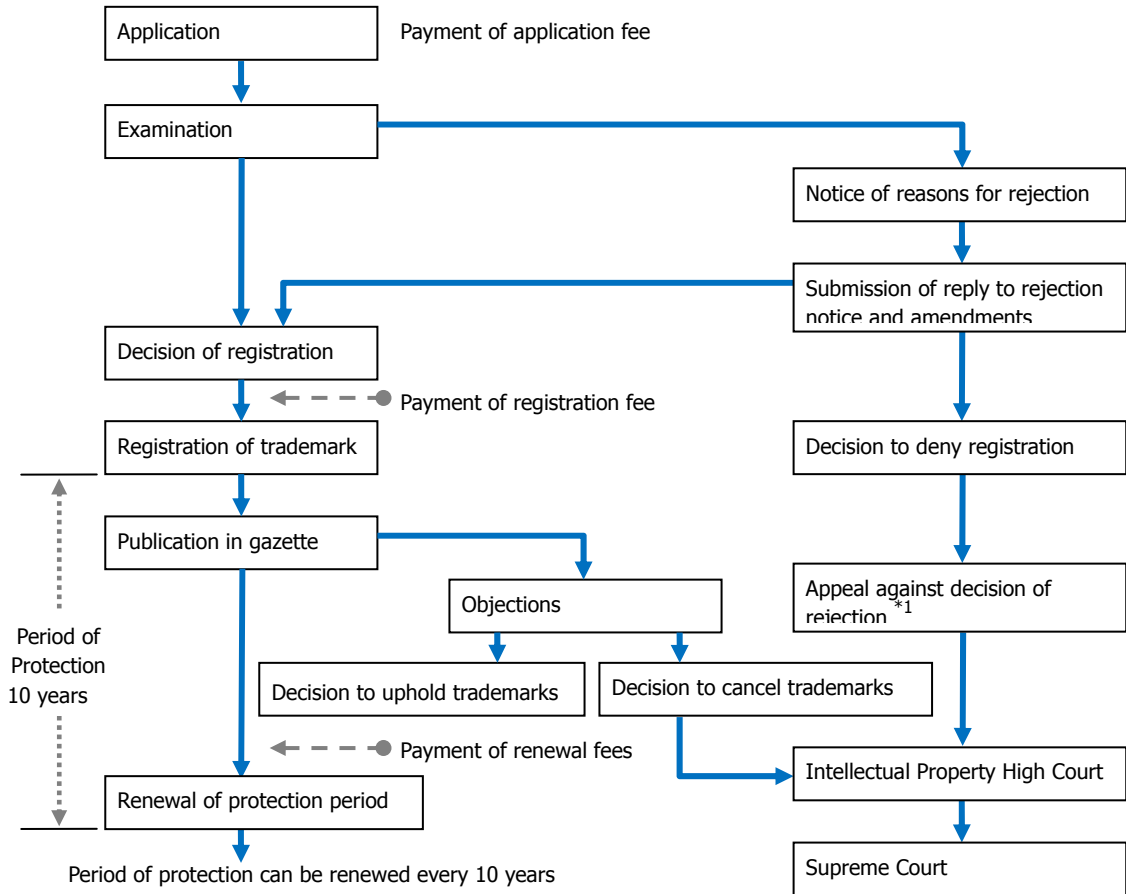 Application
Payment of application fee
Examination
Notice of reasons for rejection
Submission of reply to rejection
notice and amendments
Decision of registration
Payment of registration fee
Registration of trademark
Decision to deny registration
Publication in gazette
Objections
Appeal against decision of
rejection *1
Period of
Protection
10 years
Decision to uphold trademarks
Decision to cancel trademarks
Payment of renewal fees
Intellectual Property High Court
Renewal of protection period
Period of protection can be renewed every 10 years
Supreme Court